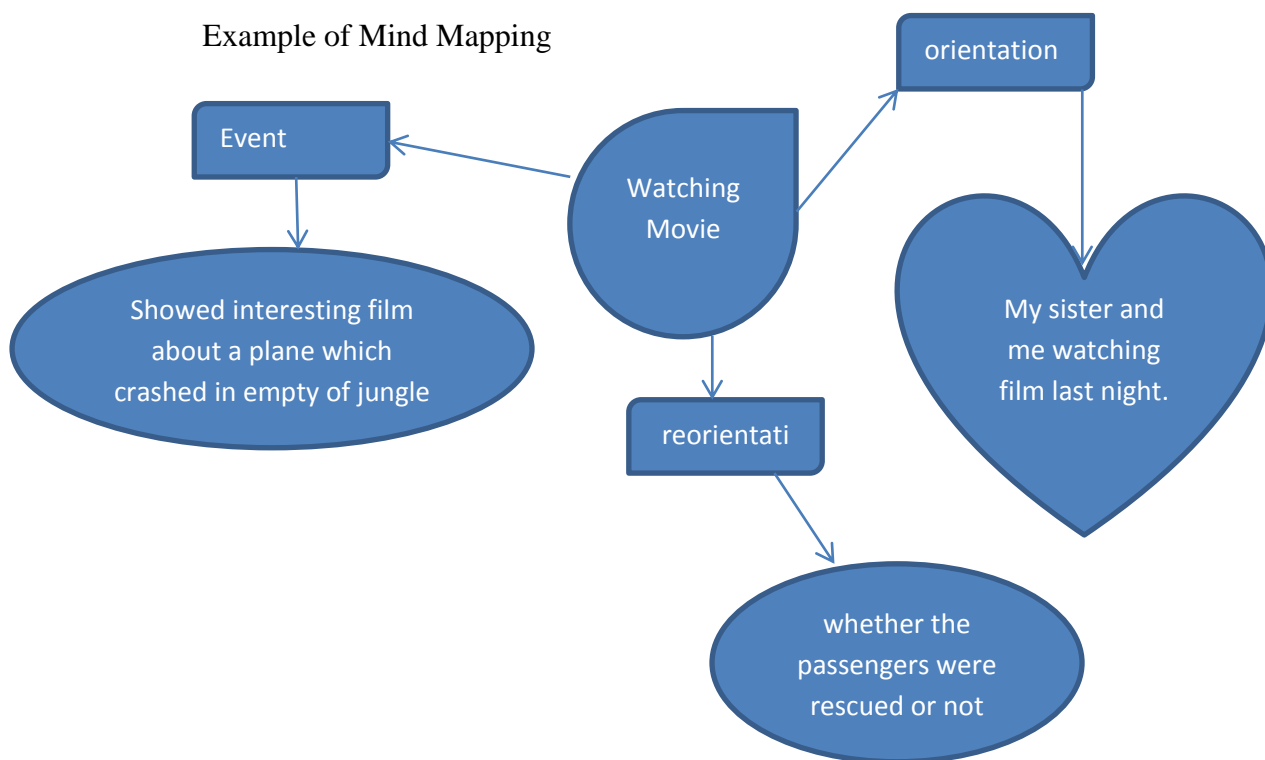 Example of Mind Mapping
orientation
Event
Watching
Movie
Showed interesting film
about a plane which
crashed in empty of jungle
My sister and
me watching
film last night.
reorientati
whether the
passengers were
rescued or not